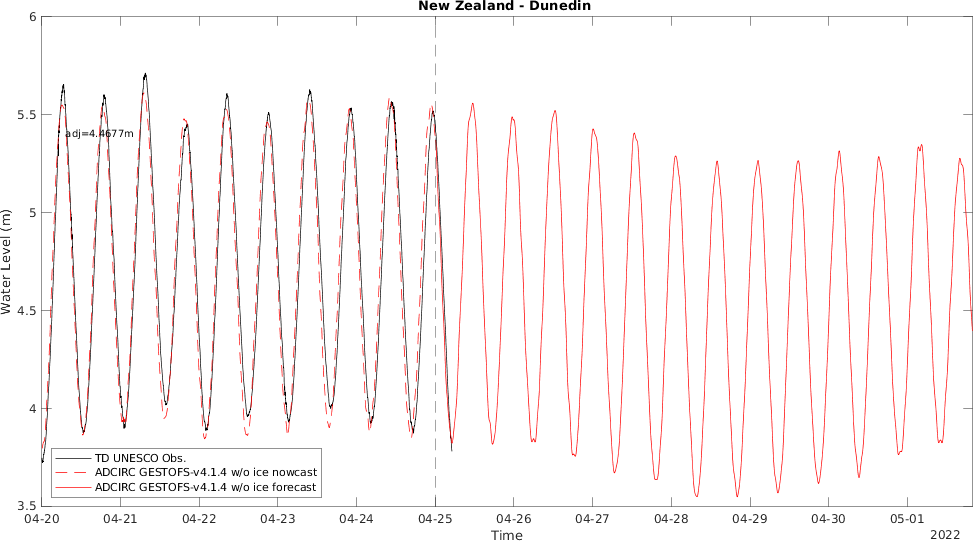 New Zealand - Dunedin
6
5.5
5
4.5
4
3.5
Water Level (m)
adj=4.4677m
TD UNESCO Obs.
ADCIRC GESTOFS-v4.1.4 w/o ice nowcast
ADCIRC GESTOFS-v4.1.4 w/o ice forecast
04-20 04-21 04-22 04-23 04-24 04-25 04-26 04-27 04-28 04-29 04-30 05-01
Time
2022